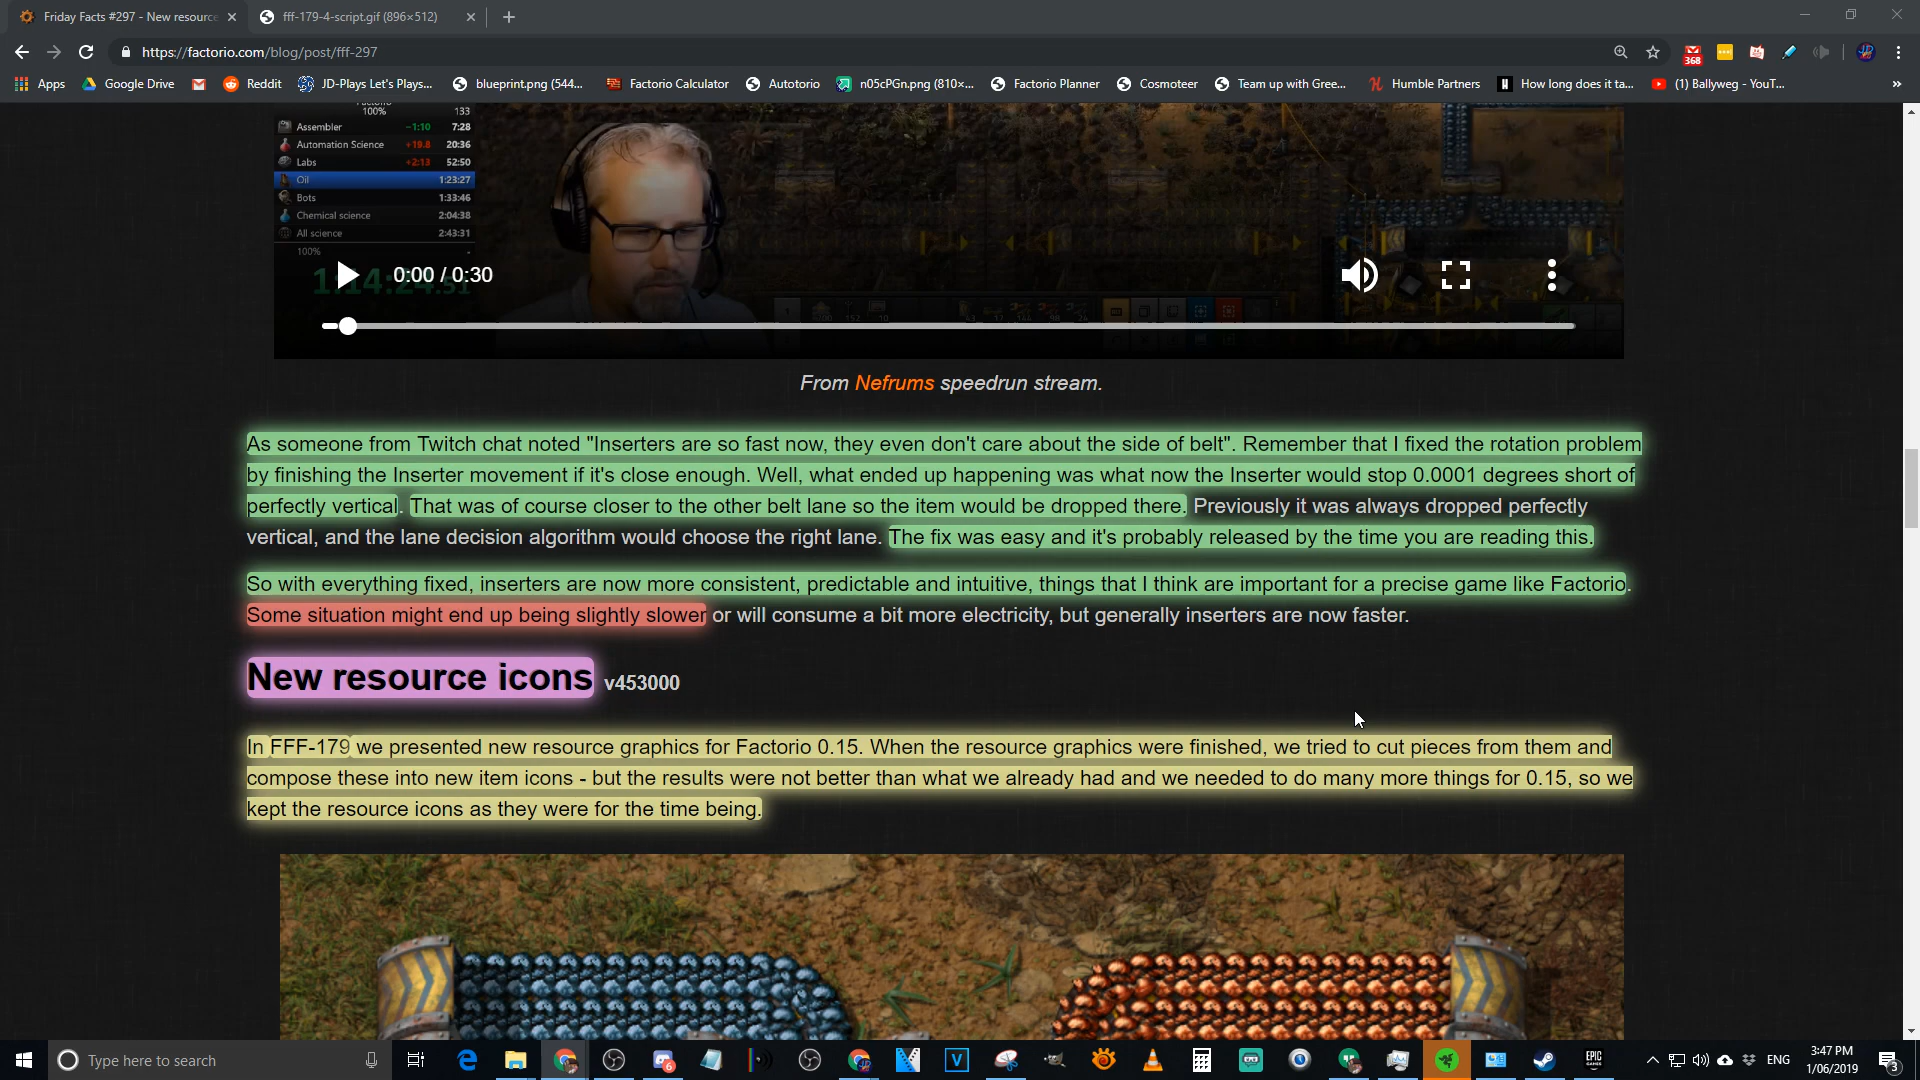 Friday Facts #297 - New resource
fff-179-4-script.gif (896×512)
https://factorio.com/blog/post/fff-297
368
Apps
Google Drive
Reddit
JD-Plays Let's Plays...
blueprint.png (544...
Factorio Calculator
Autotorio
n05cPGn.png (810×...
Factorio Planner
Cosmoteer
Team up with Gree...
Humble Partners
How long does it ta...
(1) Ballyweg - YouT...
»
100% 133
Assembler -1:10 7:28
Automation Science +19.8 20:36
Labs +2:13 52:50
Oil 1:23:27
Bots 1:33:46
Chemical science 2:04:38
All science 2:43:31
100% -
0:00 / 0:30
From Nefrums speedrun stream.
As someone from Twitch chat noted "Inserters are so fast now, they even don't care about the side of belt". Remember that I fixed the rotation problem
by finishing the Inserter movement if it's close enough. Well, what ended up happening was what now the Inserter would stop 0.0001 degrees short of
perfectly vertical. That was of course closer to the other belt lane so the item would be dropped there. Previously it was always dropped perfectly
vertical, and the lane decision algorithm would choose the right lane. The fix was easy and it's probably released by the time you are reading this.
So with everything fixed, inserters are now more consistent, predictable and intuitive, things that I think are important for a precise game like Factorio.
Some situation might end up being slightly slower or will consume a bit more electricity, but generally inserters are now faster.
New resource icons v453000
In FFF-179 we presented new resource graphics for Factorio 0.15. When the resource graphics were finished, we tried to cut pieces from them and
compose these into new item icons - but the results were not better than what we already had and we needed to do many more things for 0.15, so we
kept the resource icons as they were for the time being.
Type here to search
6
V
EPIC
GAMES
ENG
3:47 PM
1/06/2019
3